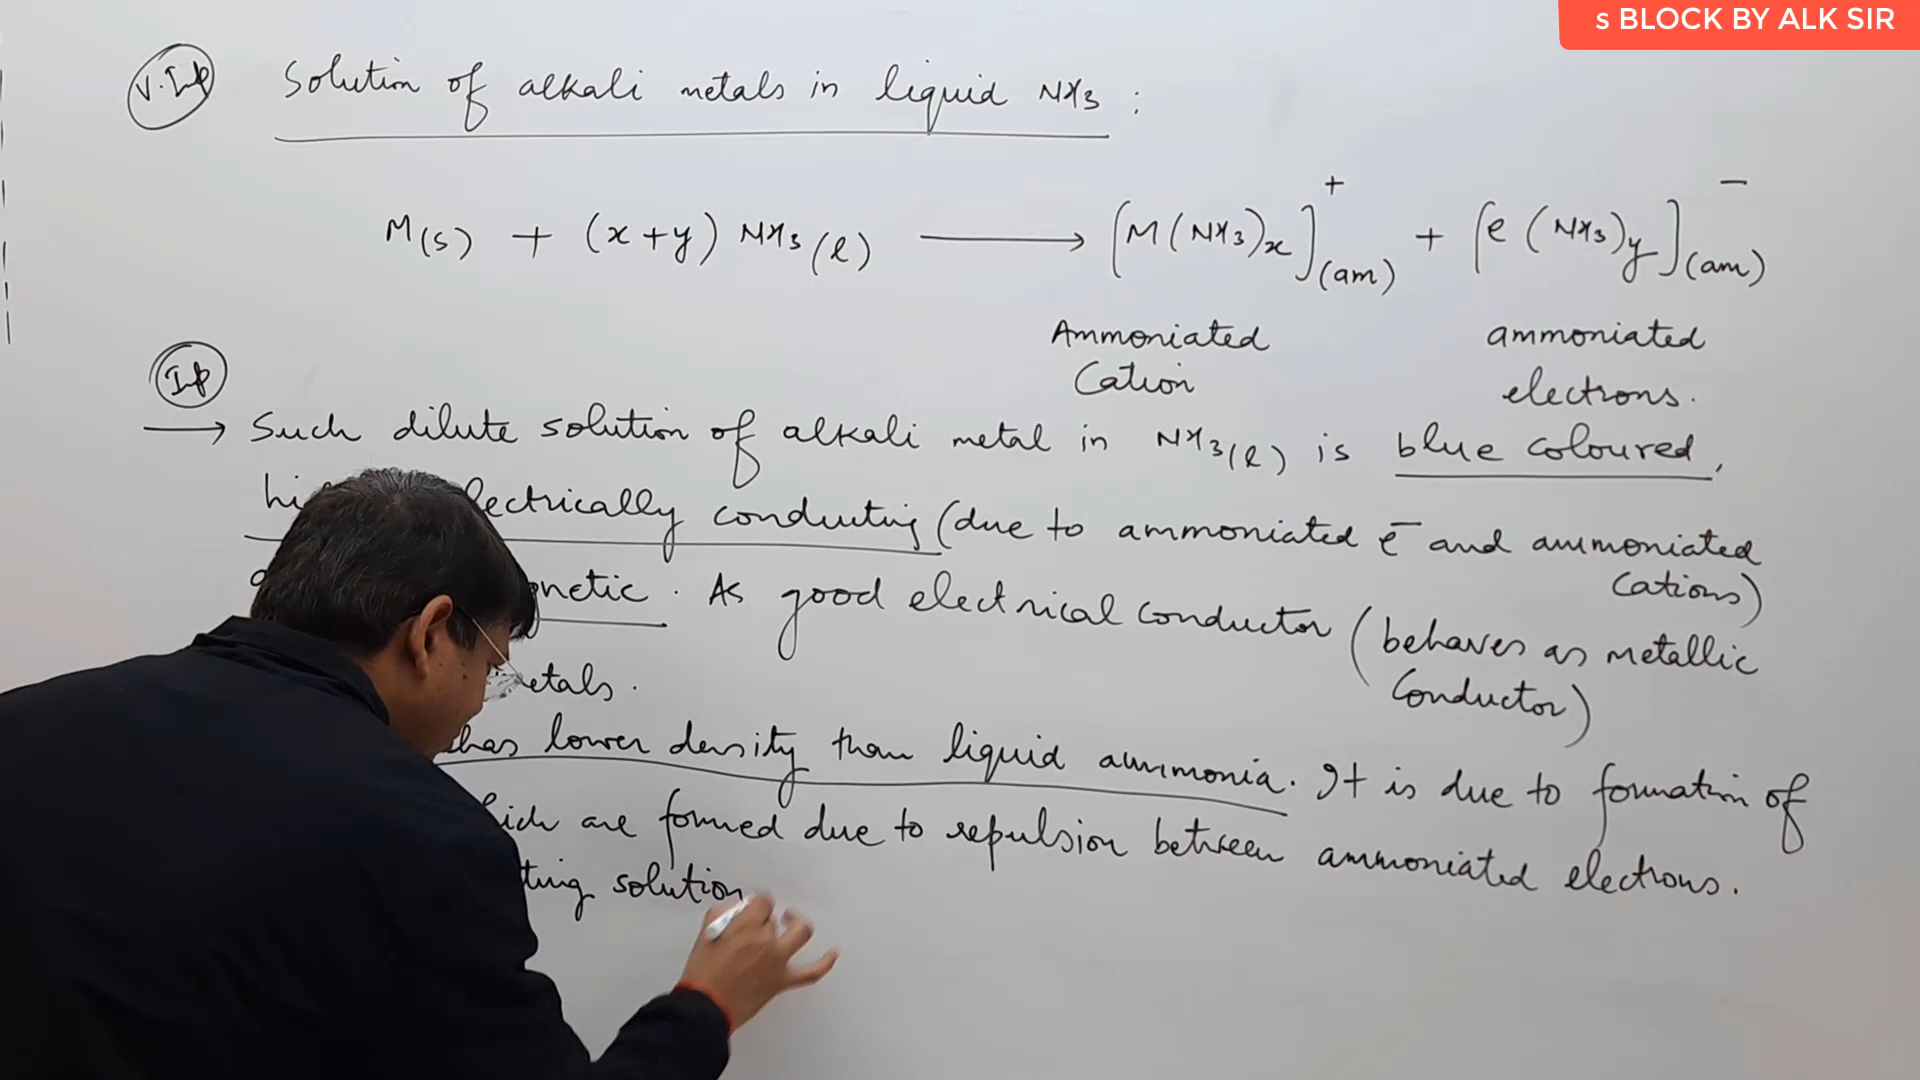 s BLOCK BY ALK SIR
V. Imp Solution of alkali metals in liquid NH3 :
M(s) + (x+y) NH3(l) ⟶ [M(NH3)x]+(am) + [e(NH3)y]−(am)
Ammoniated Cation
ammoniated electrons.
Imp
→ Such dilute solution of alkali metal in NH3(l) is blue coloured,
lectrically conducting (due to ammoniated e− and ammoniated cations)
netic. As good electrical conductor (behaves as metallic conductor)
etals.
has lower density than liquid ammonia. It is due to formation of
hich are formed due to repulsion between ammoniated electrons.
ting solution